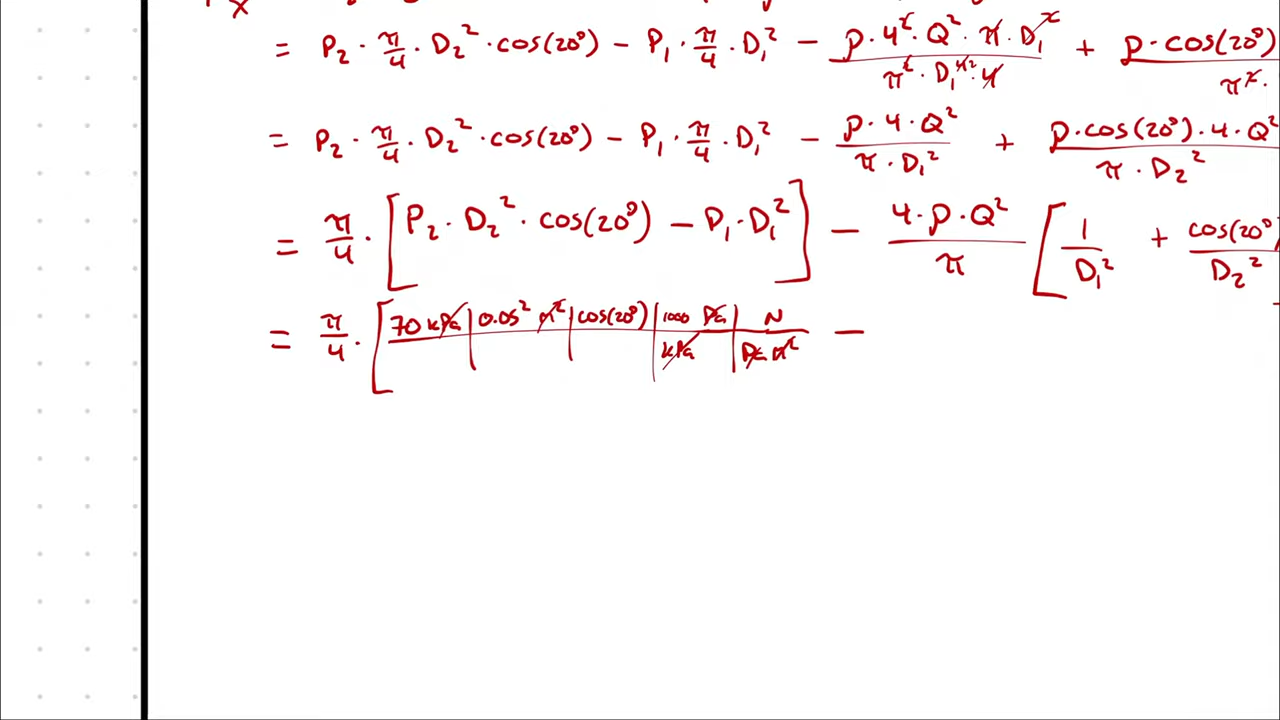 x
= P₂ · π/4 · D₂² · cos(20°) − P₁ · π/4 · D₁² − ρ · 4² · Q² · π · D₁² / π² · D₁⁴² · 4 + ρ · cos(20°) / π² ·
= P₂ · π/4 · D₂² · cos(20°) − P₁ · π/4 · D₁² − ρ · 4 · Q² / π · D₁² + ρ · cos(20°) · 4 · Q² / π · D₂²
= π/4 · [P₂ · D₂² · cos(20°) − P₁ · D₁²] − 4 · ρ · Q² / π [1 / D₁² + cos(20°) / D₂²
= π/4 · [70 kPa | 0.05² m² | cos(20°) | 1000 Pa / kPa | N / Pa m² −